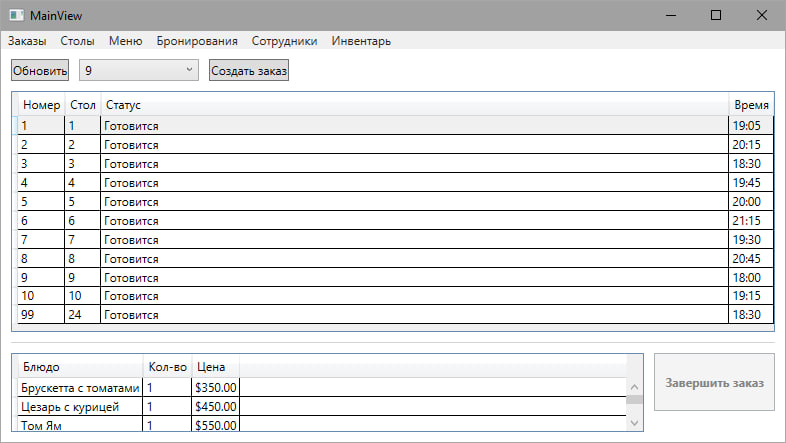 MainView
Заказы Столы Меню Бронирования Сотрудники Инвентарь
Обновить 9 Создать заказ
Номер Стол Статус Время
1 1 Готовится 19:05
2 2 Готовится 20:15
3 3 Готовится 18:30
4 4 Готовится 19:45
5 5 Готовится 20:00
6 6 Готовится 21:15
7 7 Готовится 19:30
8 8 Готовится 20:45
9 9 Готовится 18:00
10 10 Готовится 19:15
99 24 Готовится 18:30
Блюдо Кол-во Цена
Брускетта с томатами 1 $350.00
Завершить заказ
Цезарь с курицей 1 $450.00
Том Ям 1 $550.00